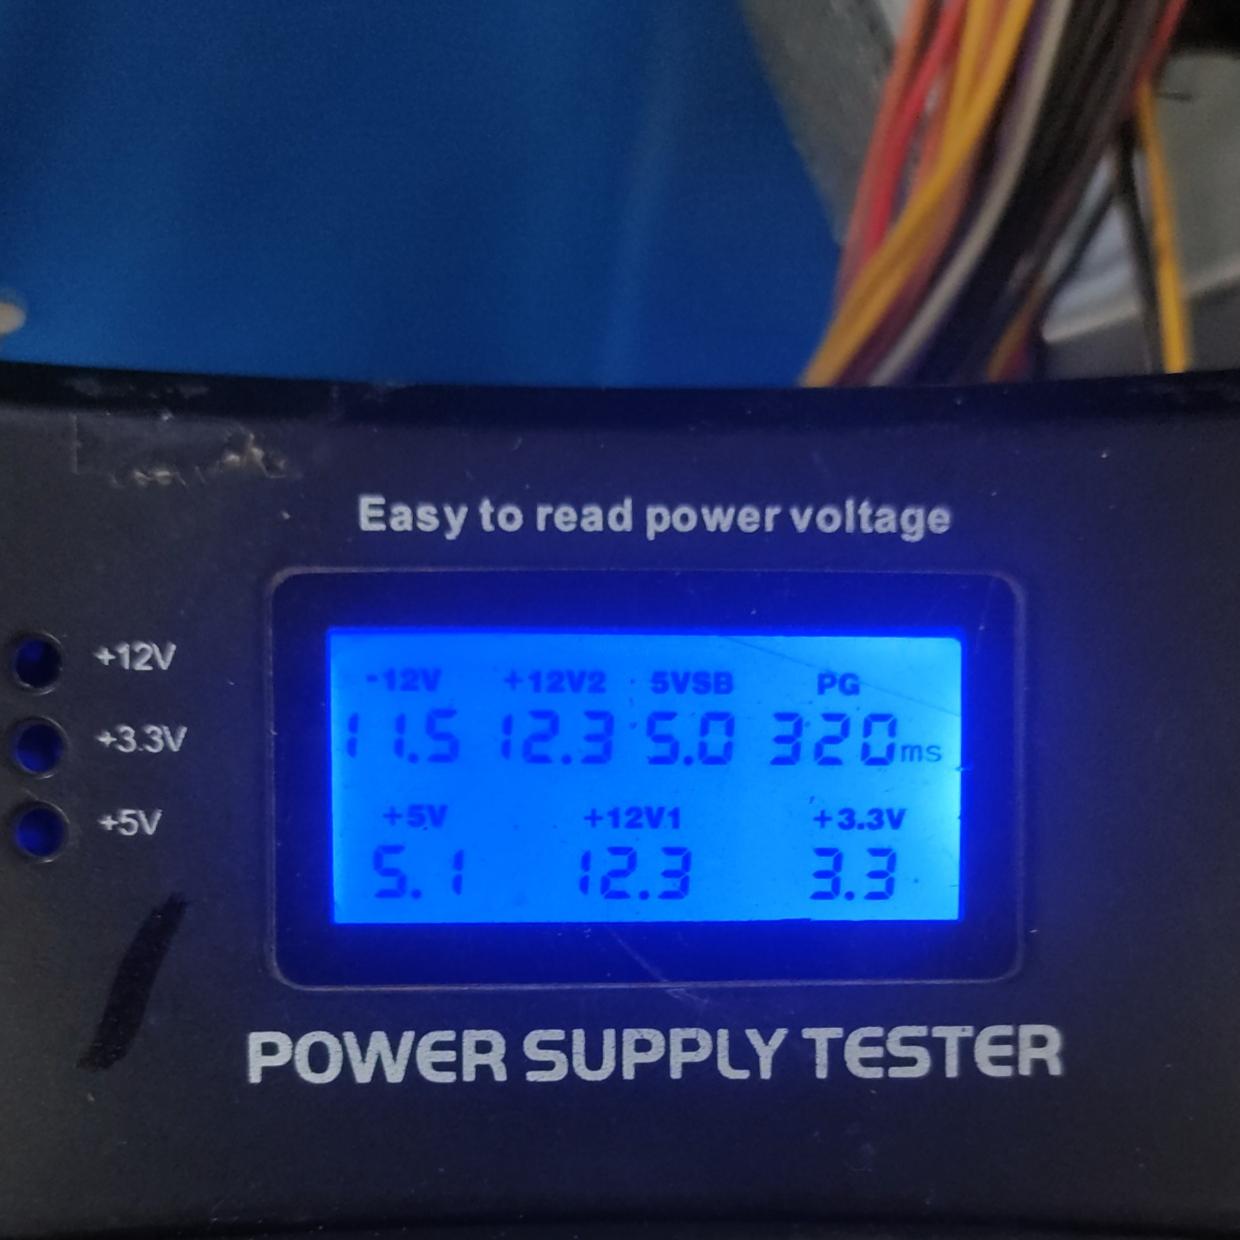 Easy to read power voltage
+12V
+3.3V
+5V
-12V +12V2 5VSB PG
11.5 12.3 5.0 320ms
+5V +12V1 +3.3V
5.1 12.3 3.3
POWER SUPPLY TESTER